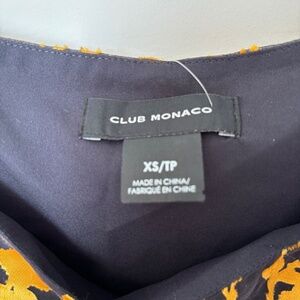 CLUB MONACO
XS/TP
MADE IN CHINA/
FABRIQUÉ EN CHINE